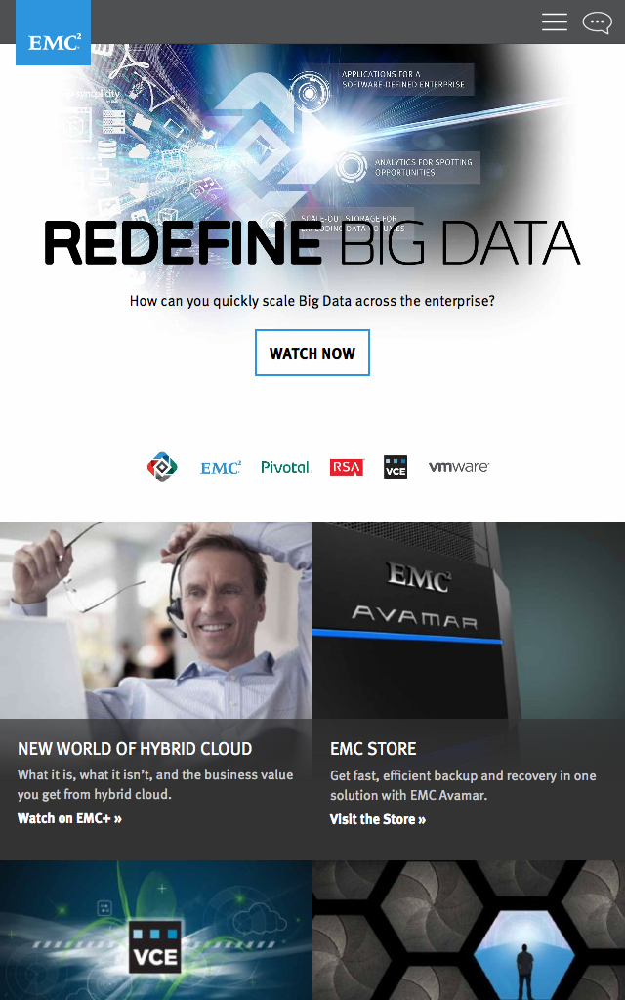 EMC²
syncplicity
APPLICATIONS FOR A
SOFTWARE-DEFINED ENTERPRISE
ANALYTICS FOR SPOTTING
OPPORTUNITIES
SCALE-OUT STORAGE FOR
EXPLODING DATA VOLUMES
REDEFINE BIG DATA
How can you quickly scale Big Data across the enterprise?
WATCH NOW
EMC² Pivotal RSA VCE vmware
EMC²
AVAMAR
NEW WORLD OF HYBRID CLOUD
What it is, what it isn't, and the business value
you get from hybrid cloud.
Watch on EMC+ »
EMC STORE
Get fast, efficient backup and recovery in one
solution with EMC Avamar.
Visit the Store »
VCE